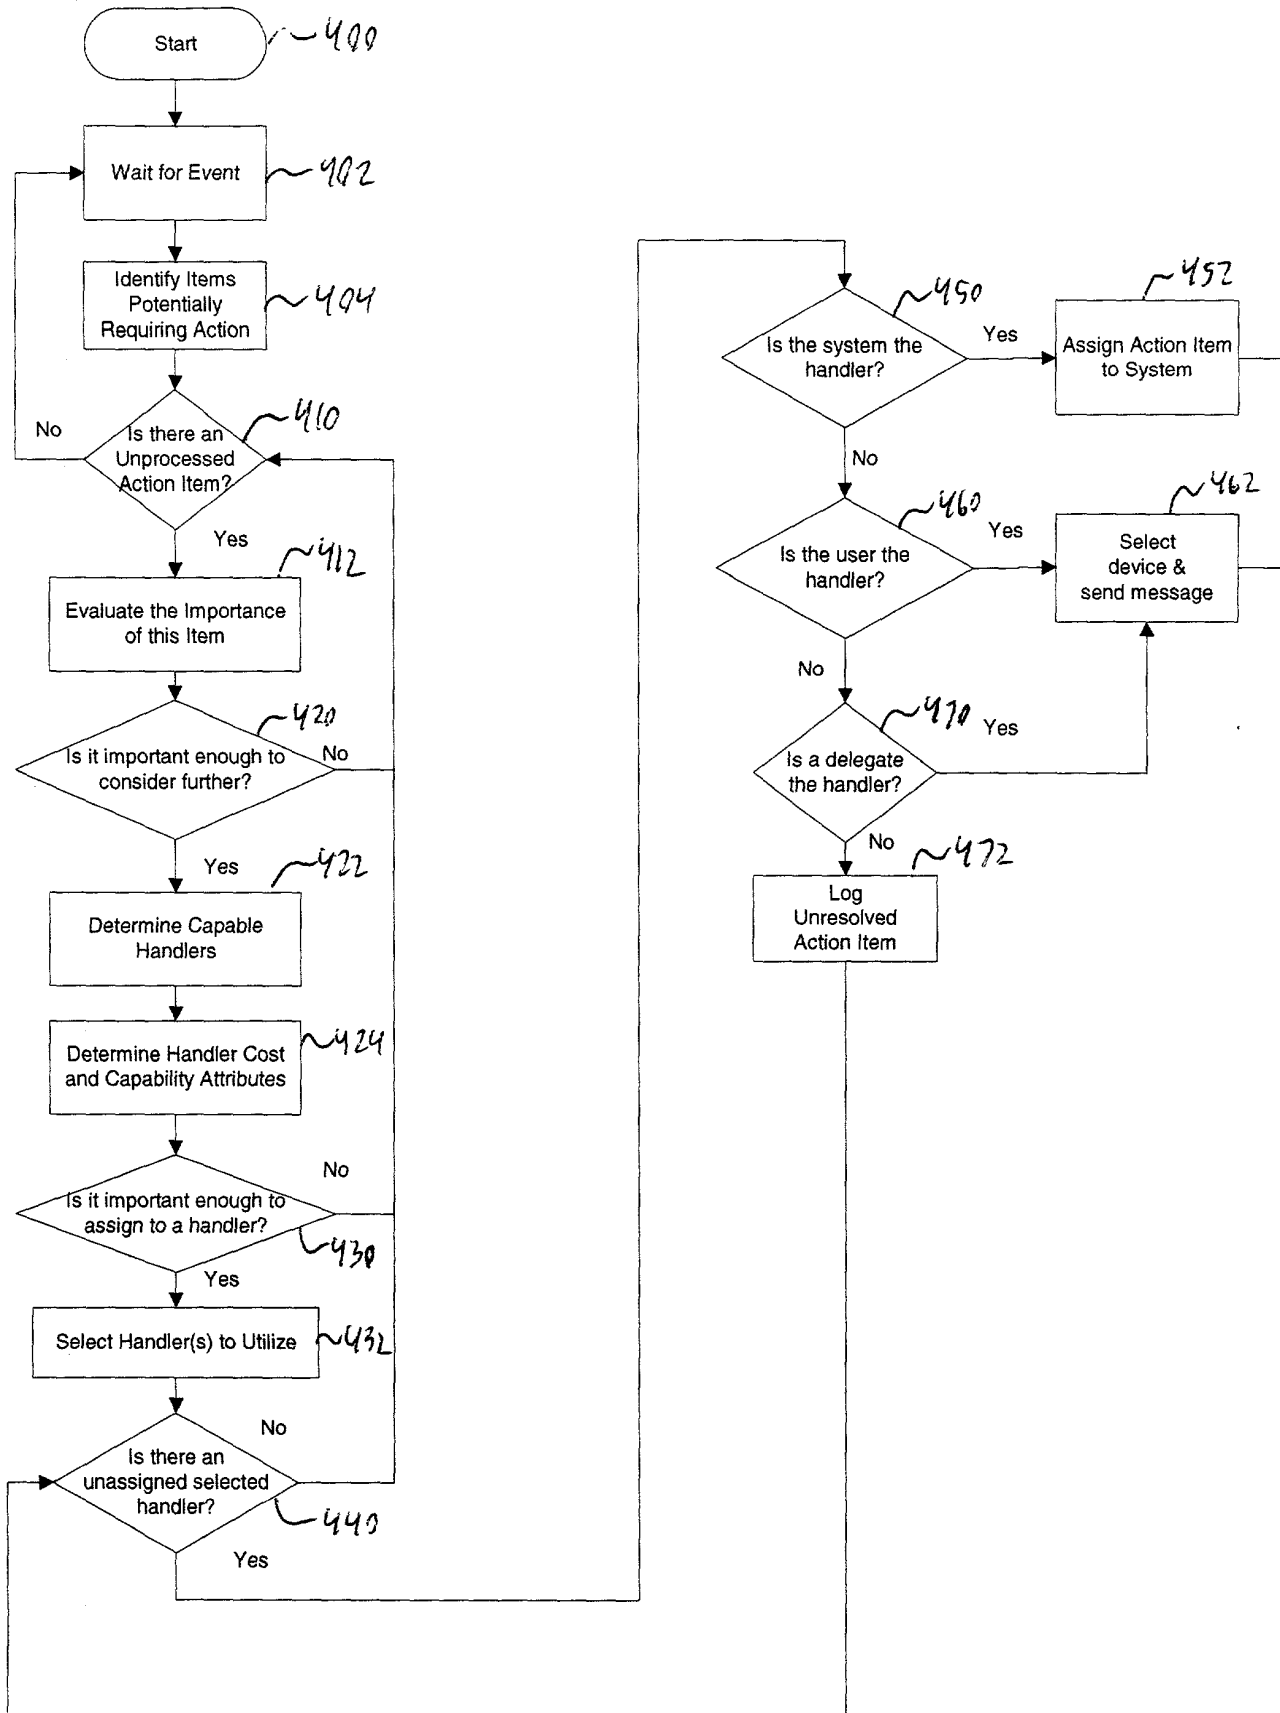 Start
400
Wait for Event
402
Identify Items
Potentially
Requiring Action
404
Is there an
Unprocessed
Action Item?
410
No
Yes
412
Evaluate the Importance
of this Item
420
Is it important enough to
consider further?
No
Yes
422
Determine Capable
Handlers
424
Determine Handler Cost
and Capability Attributes
No
Is it important enough to
assign to a handler?
430
Yes
Select Handler(s) to Utilize
432
No
Is there an
unassigned selected
handler?
440
Yes
450
Is the system the
handler?
Yes
452
Assign Action Item
to System
No
460
Is the user the
handler?
Yes
462
Select
device &
send message
No
470
Is a delegate
the handler?
Yes
No
472
Log
Unresolved
Action Item